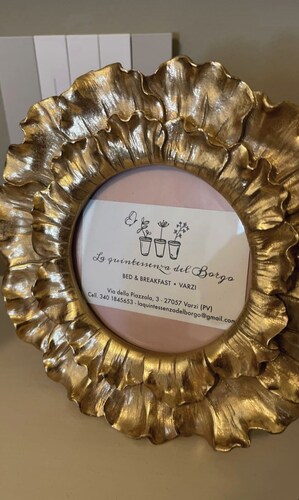 La quintessenza del Borgo
BED & BREAKFAST • VARZI
Via della Piazzola, 3 - 27057 Varzi (PV)
Cell. 340 1845653 - laquintessenzadelborgo@gmail.com